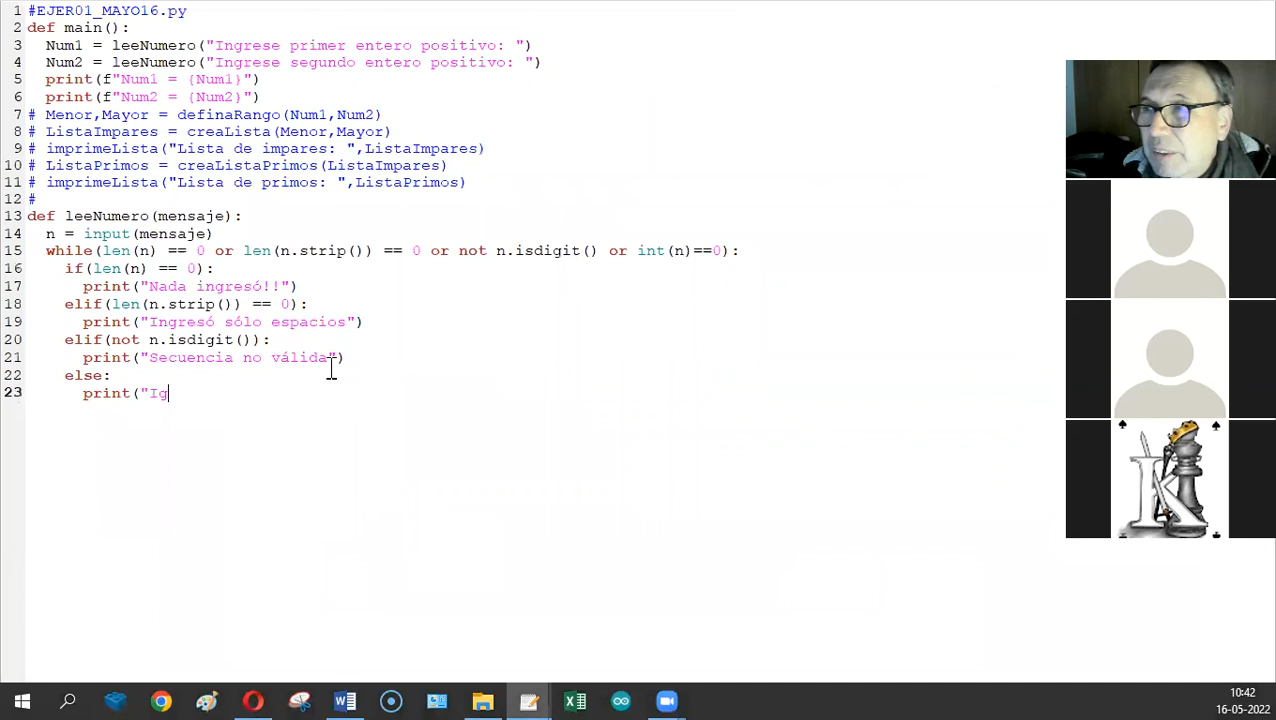 1 #EJER01_MAYO16.py
2 def main():
3 Num1 = leeNumero("Ingrese primer entero positivo: ")
4 Num2 = leeNumero("Ingrese segundo entero positivo: ")
5 print(f"Num1 = {Num1}")
6 print(f"Num2 = {Num2}")
7 # Menor,Mayor = definaRango(Num1,Num2)
8 # ListaImpares = creaLista(Menor,Mayor)
9 # imprimeLista("Lista de impares: ",ListaImpares)
10 # ListaPrimos = creaListaPrimos(ListaImpares)
11 # imprimeLista("Lista de primos: ",ListaPrimos)
12 #
13 def leeNumero(mensaje):
14 n = input(mensaje)
15 while(len(n) == 0 or len(n.strip()) == 0 or not n.isdigit() or int(n)==0):
16 if(len(n) == 0):
17 print("Nada ingresó!!")
18 elif(len(n.strip()) == 0):
19 print("Ingresó sólo espacios")
20 elif(not n.isdigit()):
21 print("Secuencia no válida")
22 else:
23 print("Ig
K
10:42
16-05-2022